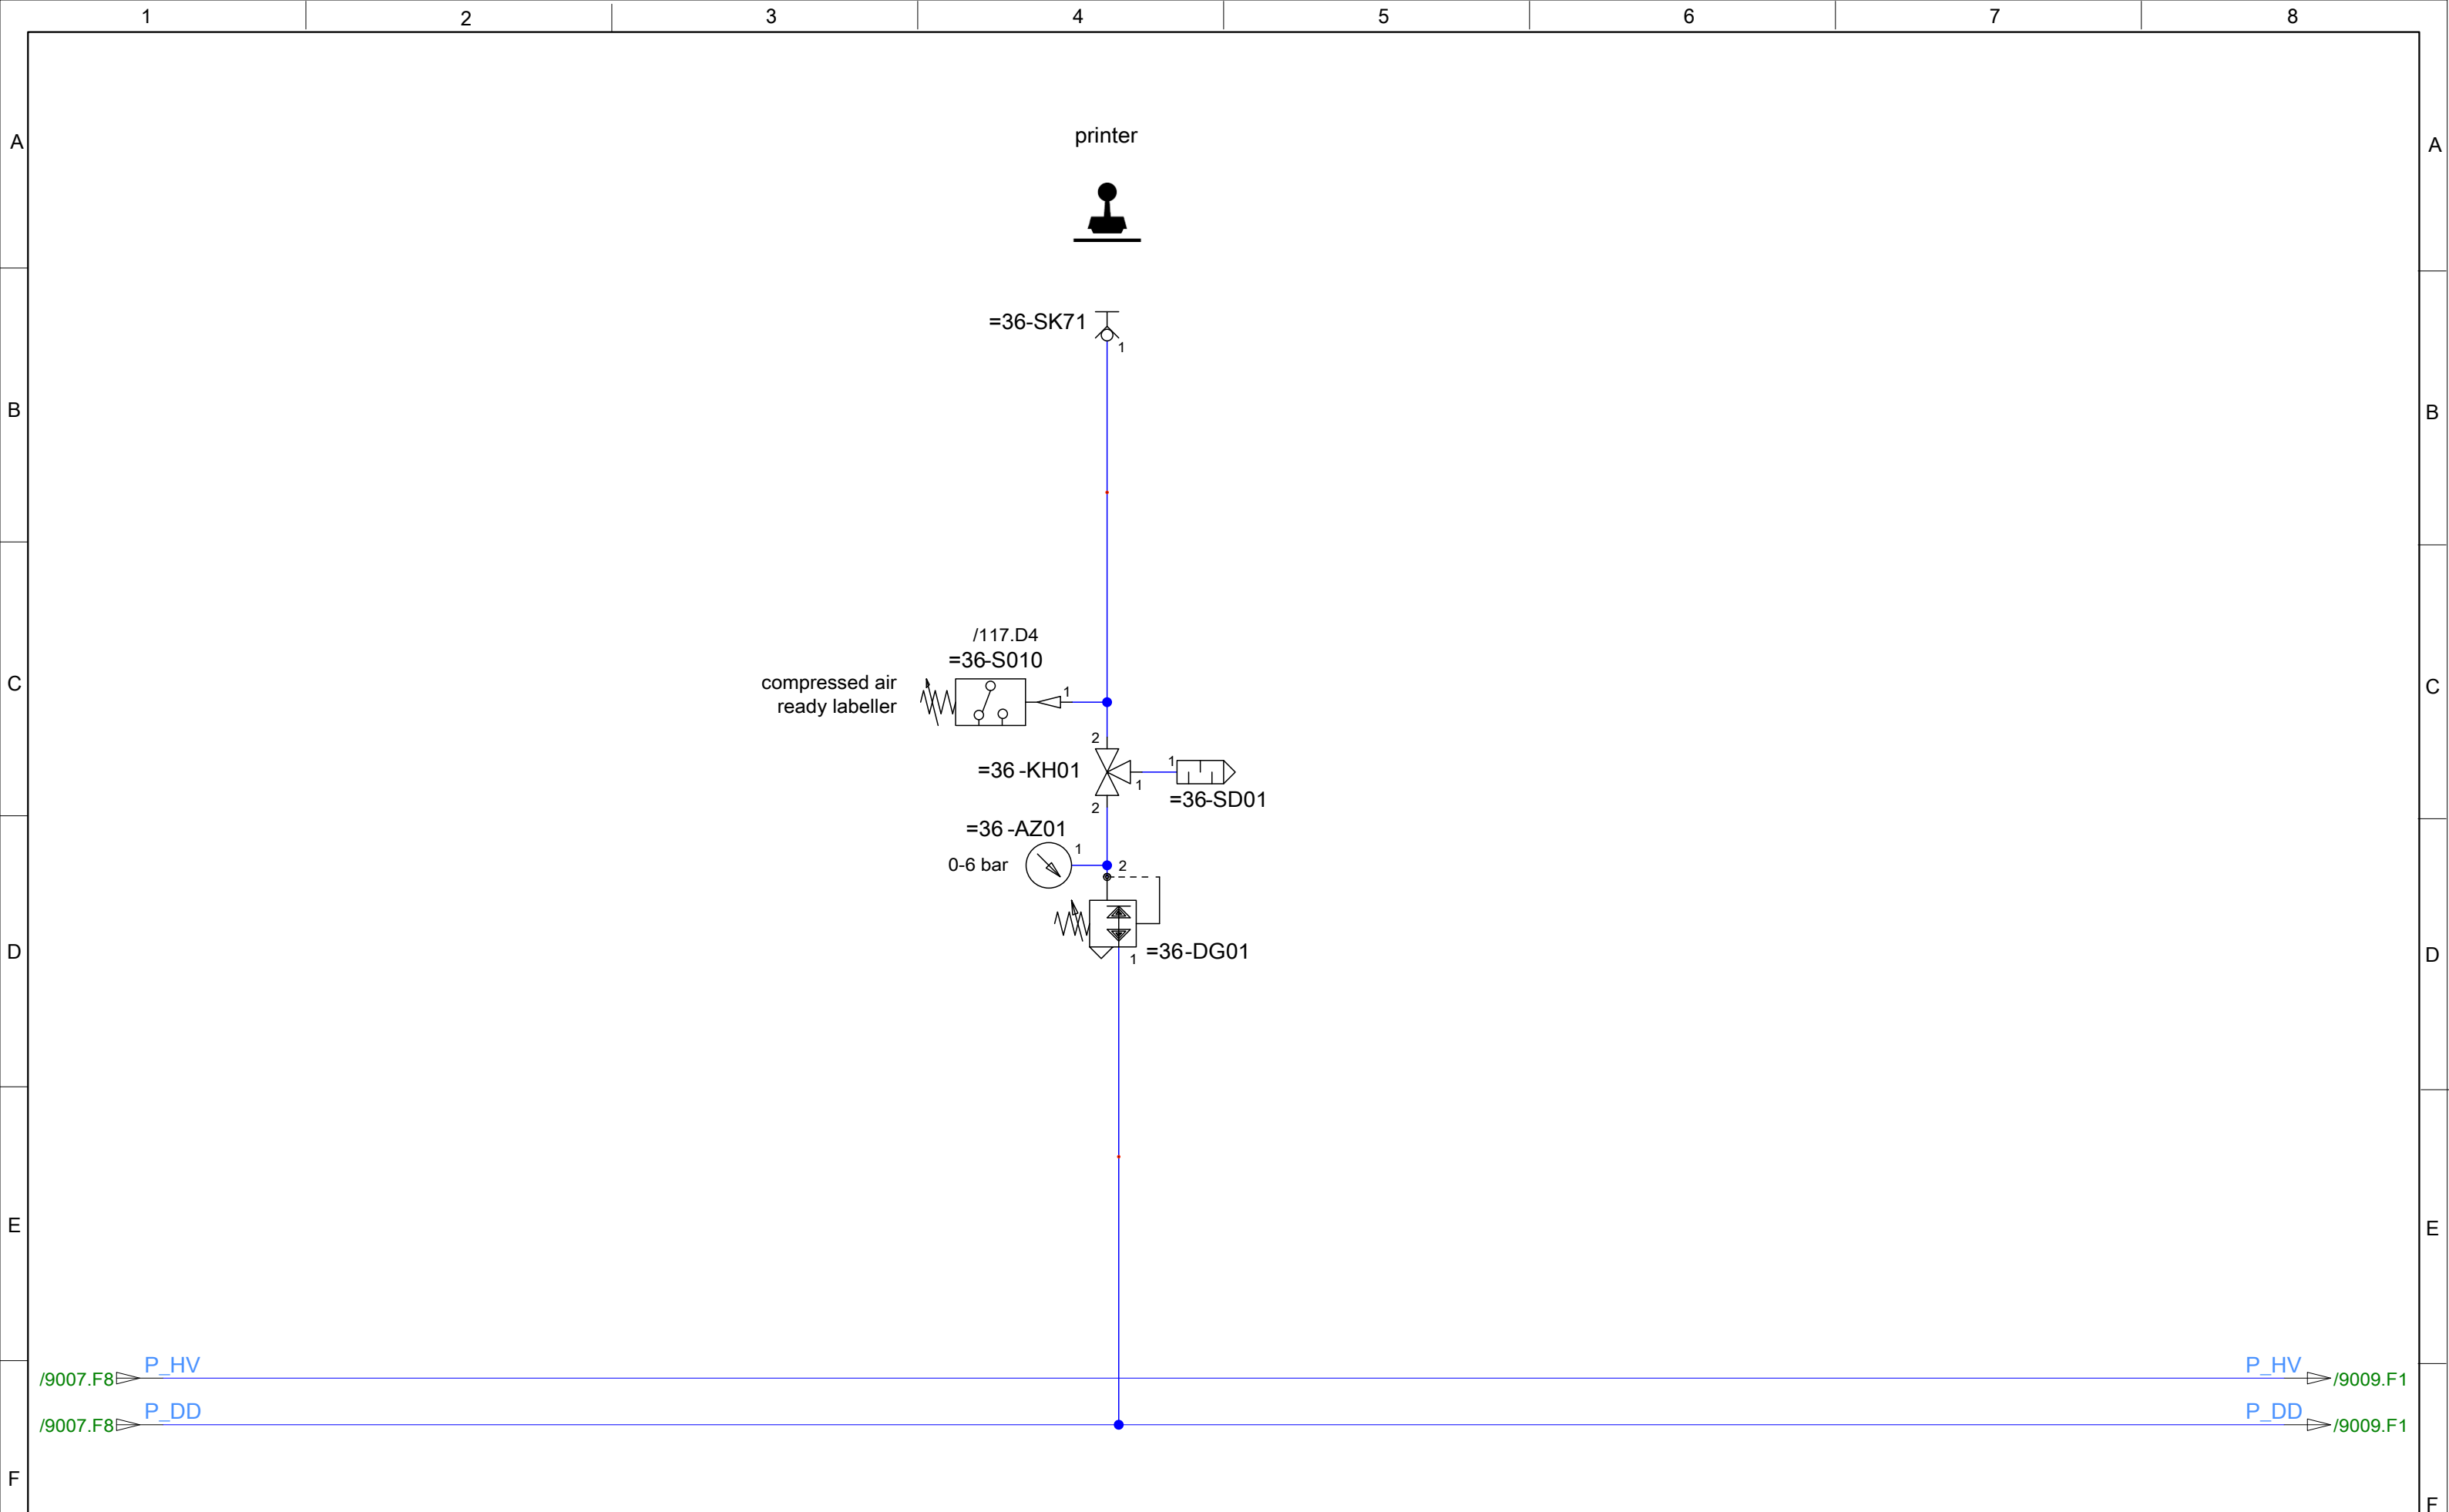 1 2 3 4 5 6 7 8
A A
printer
=36-SK71
1
B B
/117.D4
=36-S010
compressed air
ready labeller
1
C C
2
=36-KH01
1
1
=36-SD01
2
=36-AZ01
1
0-6 bar
2
D D
=36-DG01
1
E E
P_HV P_HV
/9007.F8 /9009.F1
P_DD P_DD
/9007.F8 /9009.F1
F F